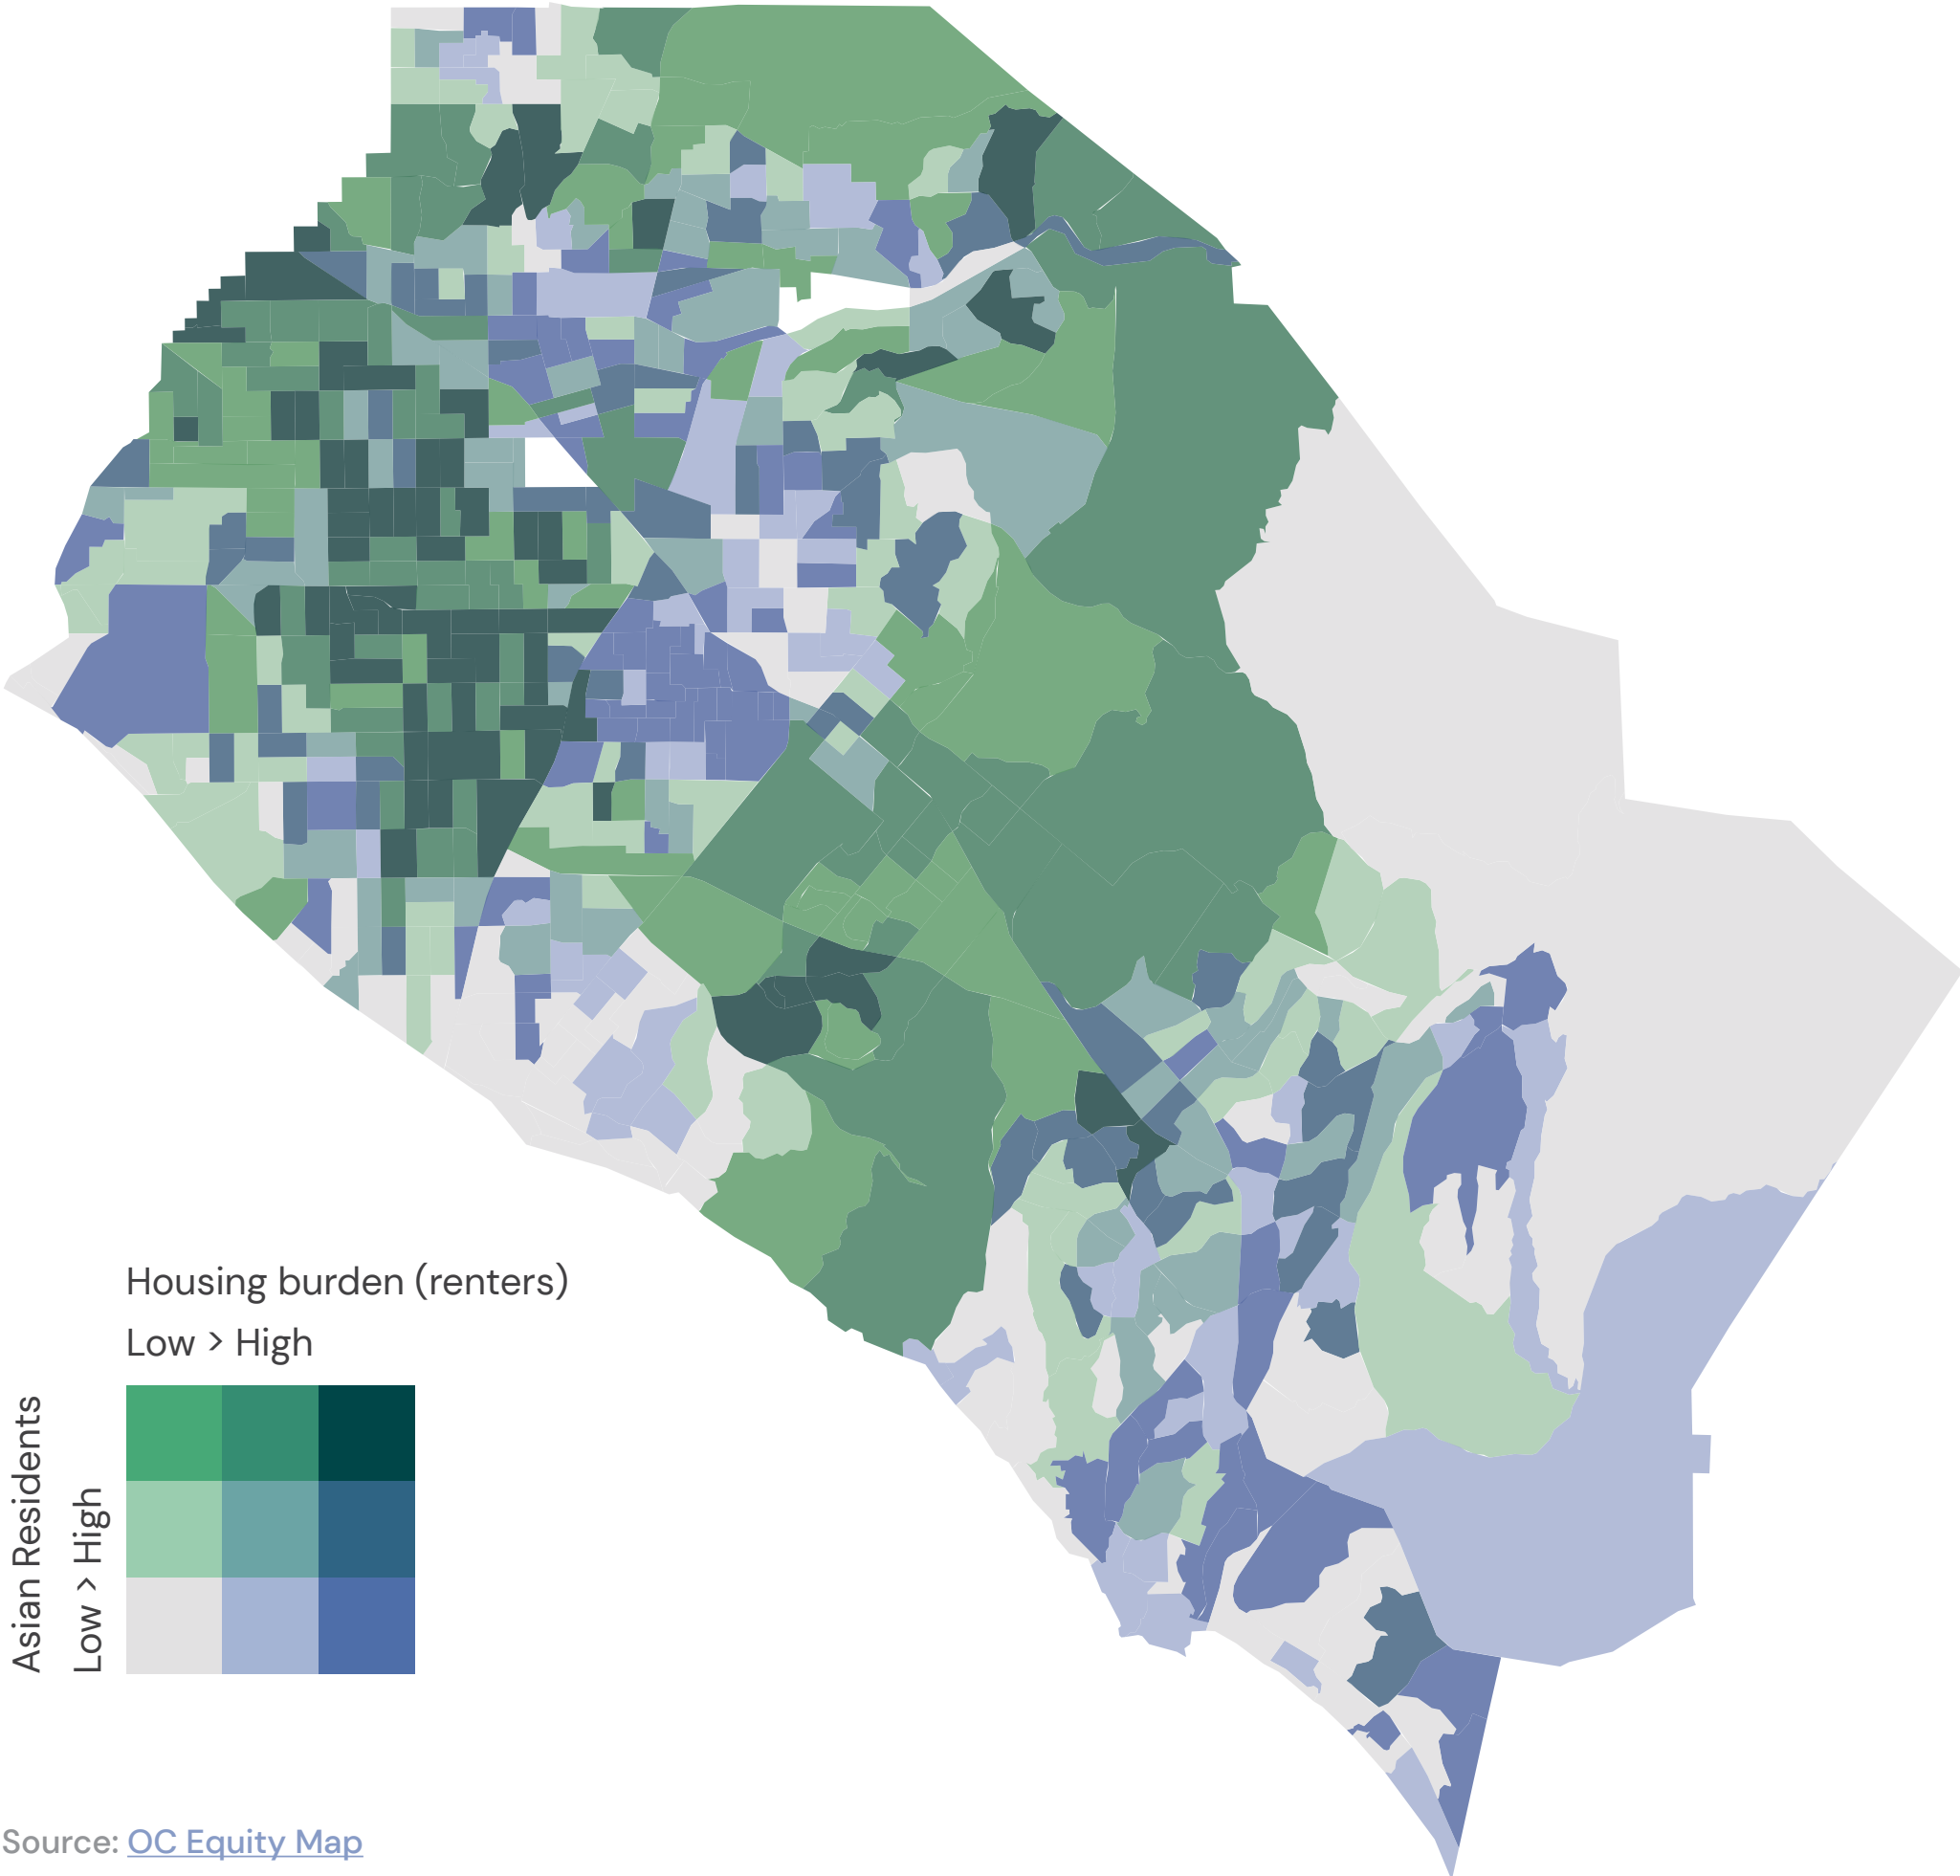 Housing burden (renters)
Low > High
Asian Residents
Low > High
Source: OC Equity Map